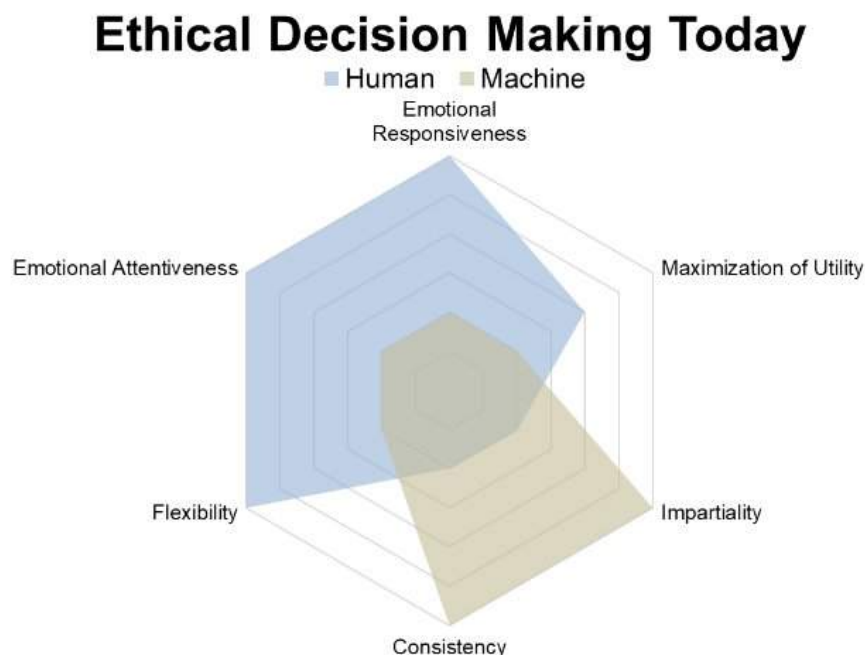 Ethical Decision Making Today
Human Machine
Emotional
Responsiveness
Emotional Attentiveness
Maximization of Utility
Flexibility
Impartiality
Consistency